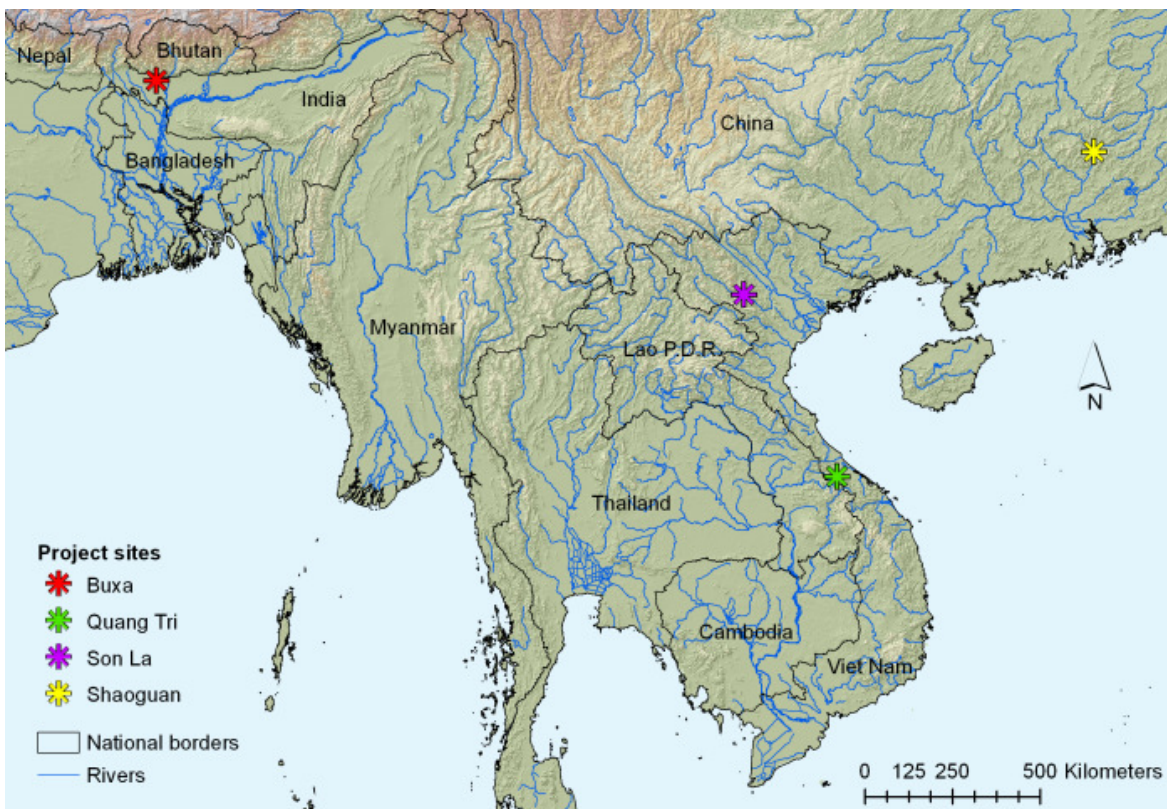 Nepal
Bhutan
India
China
Bangladesh
Myanmar
Lao P.D.R.
N
Thailand
Cambodia
Viet Nam
Project sites
Buxa
Quang Tri
Son La
Shaoguan
National borders
Rivers
0 125 250 500 Kilometers